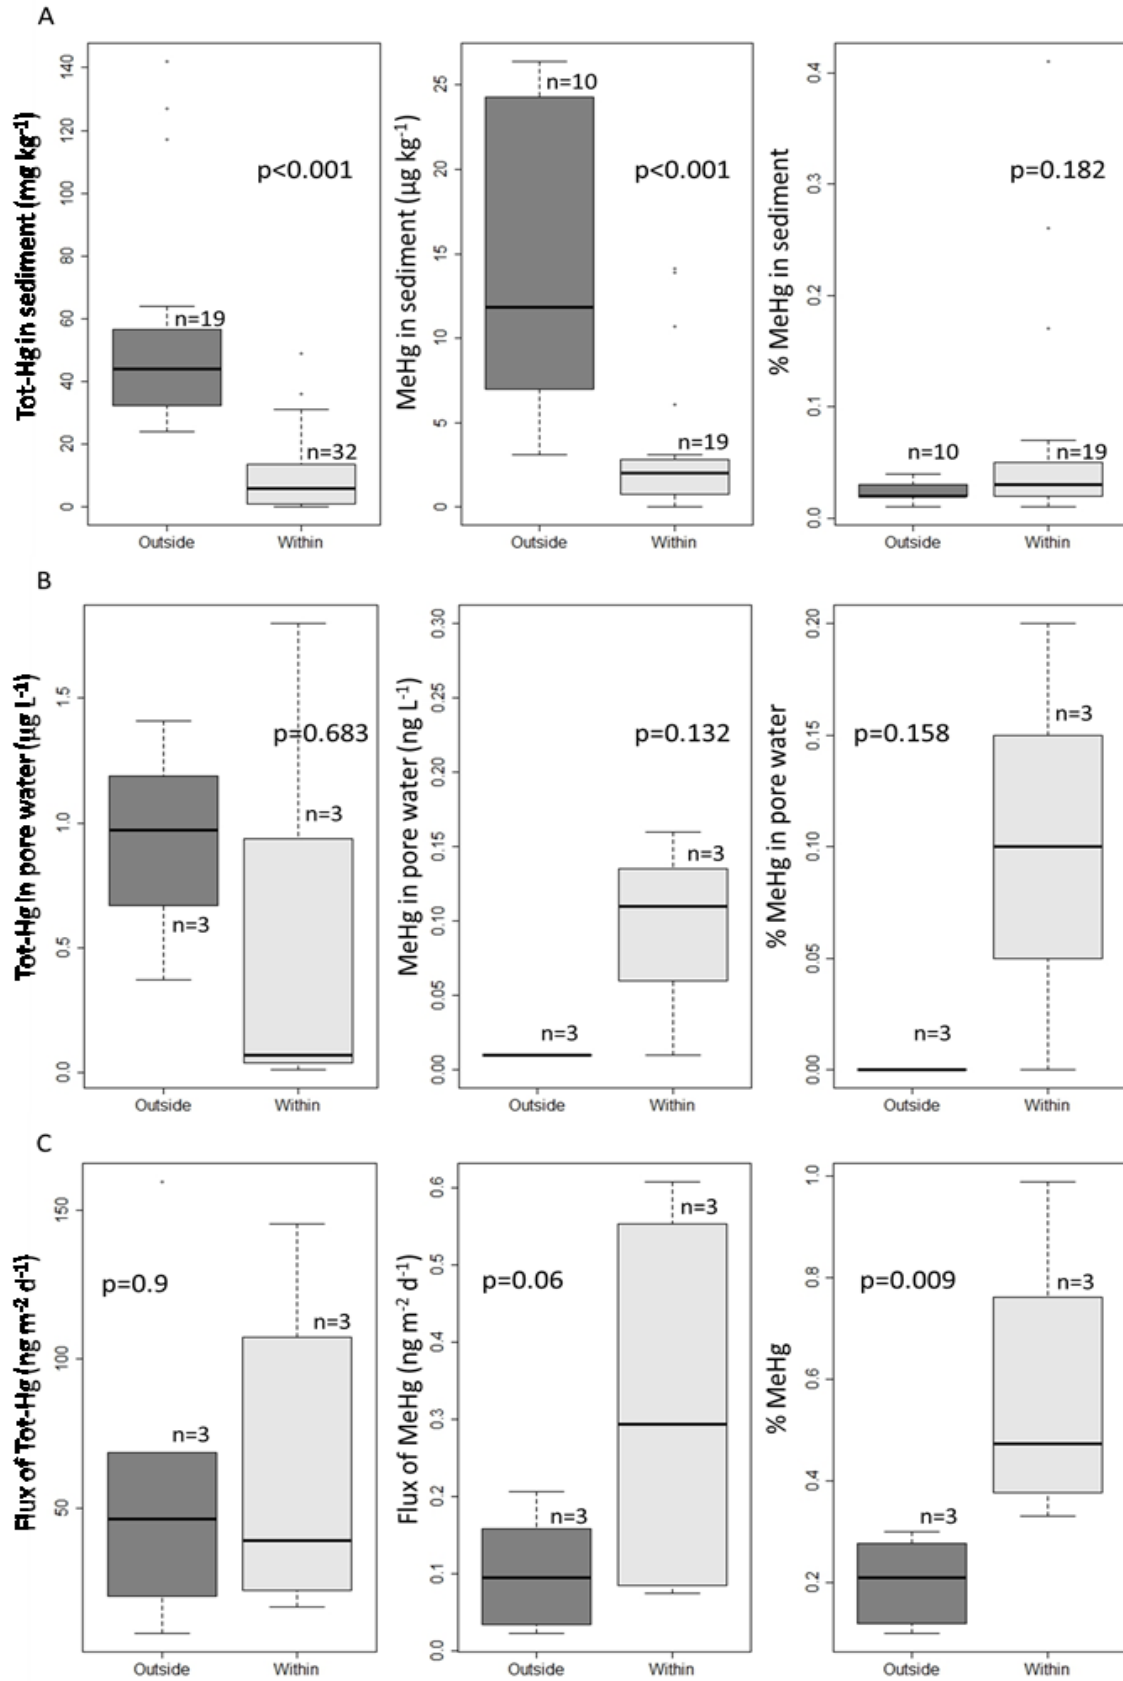 A
Tot-Hg in sediment (mg kg⁻¹)
0 20 40 60 80 100 120 140
p<0.001
n=19
n=32
Outside Within
MeHg in sediment (µg kg⁻¹)
0 5 10 15 20 25
n=10
p<0.001
n=19
Outside Within
% MeHg in sediment
0.0 0.1 0.2 0.3 0.4
p=0.182
n=10
n=19
Outside Within
B
Tot-Hg in pore water (µg L⁻¹)
0.0 0.5 1.0 1.5
p=0.683
n=3
n=3
Outside Within
MeHg in pore water (ng L⁻¹)
0.00 0.05 0.10 0.15 0.20 0.25 0.30
p=0.132
n=3
n=3
Outside Within
% MeHg in pore water
0.00 0.05 0.10 0.15 0.20
n=3
p=0.158
n=3
Outside Within
C
Flux of Tot-Hg (ng m⁻² d⁻¹)
50 100 150
p=0.9
n=3
n=3
Outside Within
Flux of MeHg (ng m⁻² d⁻¹)
0.0 0.1 0.2 0.3 0.4 0.5 0.6
n=3
p=0.06
n=3
Outside Within
% MeHg
0.2 0.4 0.6 0.8 1.0
p=0.009
n=3
n=3
Outside Within